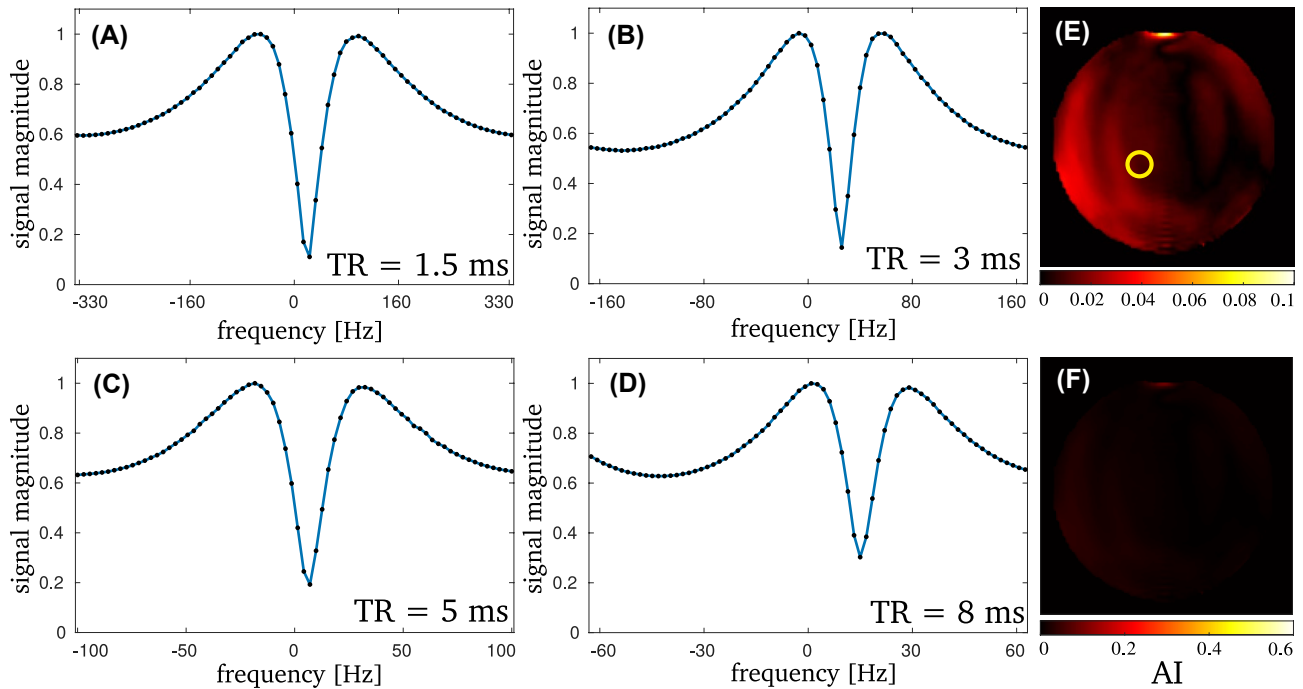 (A)
signal magnitude
1
0.8
0.6
0.4
0.2
0
TR = 1.5 ms
-330 -160 0 160 330
frequency [Hz]
(B)
signal magnitude
1
0.8
0.6
0.4
0.2
0
TR = 3 ms
-160 -80 0 80 160
frequency [Hz]
(E)
0 0.02 0.04 0.06 0.08 0.1
(C)
signal magnitude
1
0.8
0.6
0.4
0.2
0
TR = 5 ms
-100 -50 0 50 100
frequency [Hz]
(D)
signal magnitude
1
0.8
0.6
0.4
0.2
0
TR = 8 ms
-60 -30 0 30 60
frequency [Hz]
(F)
0 0.2 0.4 0.6
AI